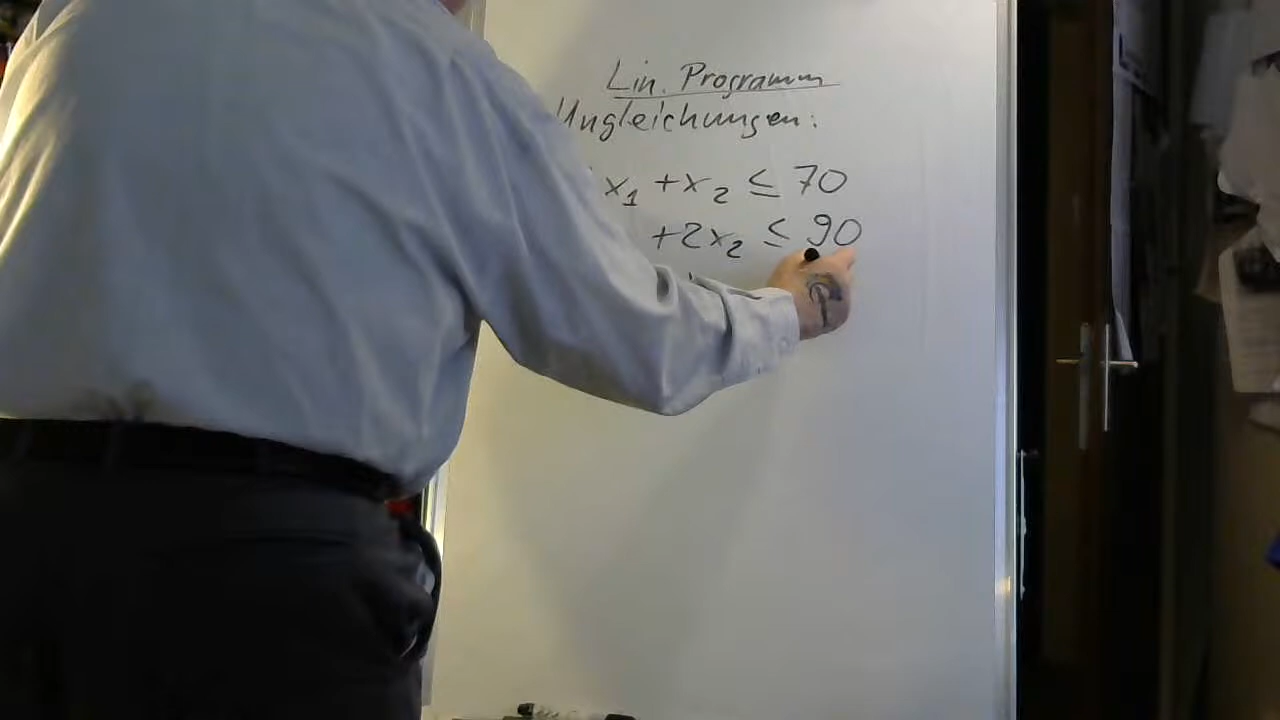 Lin. Programm
Ungleichungen:
x₁ + x₂ ≤ 70
+ 2x₂ ≤ 90